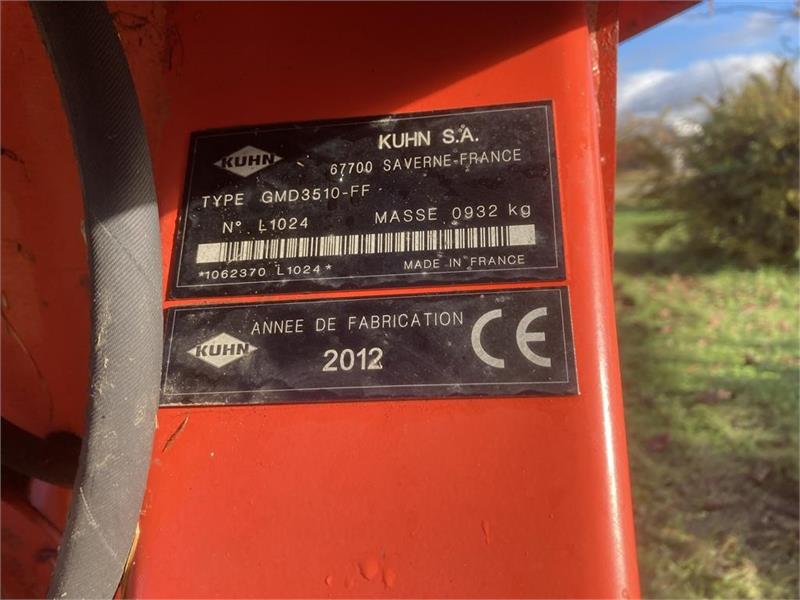 KUHN
KUHN S.A.
67700 SAVERNE-FRANCE
TYPE GMD3510-FF
N° L1024 MASSE 0932 kg
*1062370 L1024*
MADE IN FRANCE
KUHN
ANNEE DE FABRICATION
2012
CE